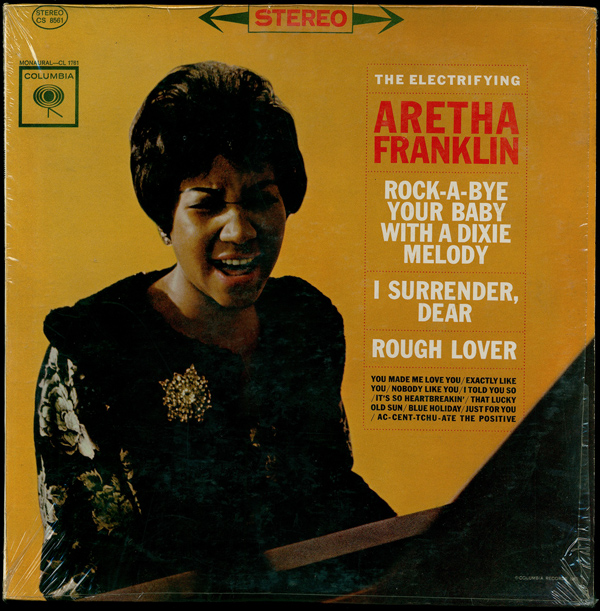 STEREO
CS 8561
STEREO
MONAURAL—CL 1761
COLUMBIA
THE ELECTRIFYING
ARETHA
FRANKLIN
ROCK-A-BYE
YOUR BABY
WITH A DIXIE
MELODY
I SURRENDER,
DEAR
ROUGH LOVER
YOU MADE ME LOVE YOU/EXACTLY LIKE
YOU/NOBODY LIKE YOU/I TOLD YOU SO
/IT'S SO HEARTBREAKIN'/THAT LUCKY
OLD SUN/BLUE HOLIDAY/JUST FOR YOU
/AC-CENT-TCHU-ATE THE POSITIVE
COLUMBIA RECORDS